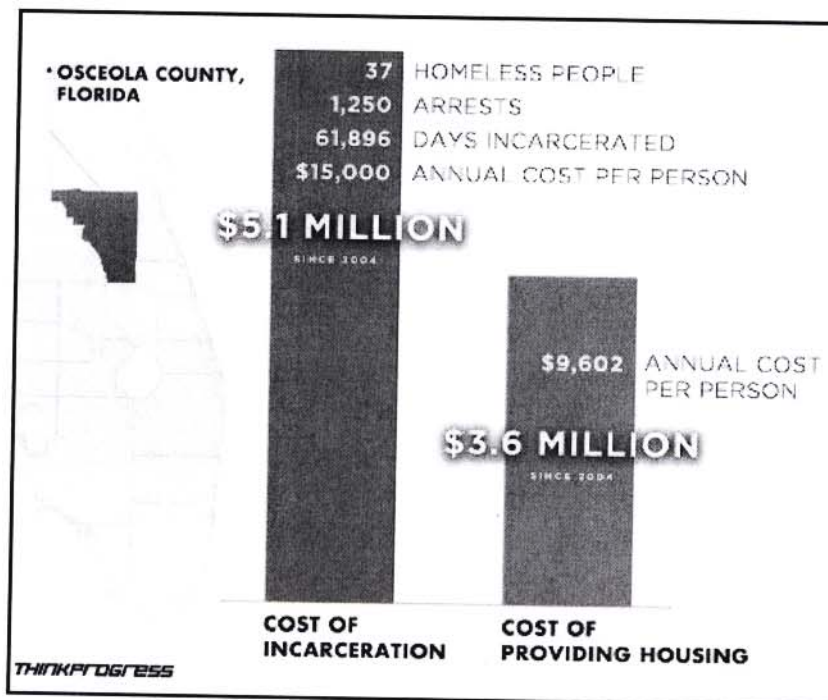 • OSCEOLA COUNTY,
FLORIDA
37 HOMELESS PEOPLE
1,250 ARRESTS
61,896 DAYS INCARCERATED
$15,000 ANNUAL COST PER PERSON
$5.1 MILLION
SINCE 2004
$9,602 ANNUAL COST
PER PERSON
$3.6 MILLION
SINCE 2004
COST OF
INCARCERATION
COST OF
PROVIDING HOUSING
THINKPROGRESS